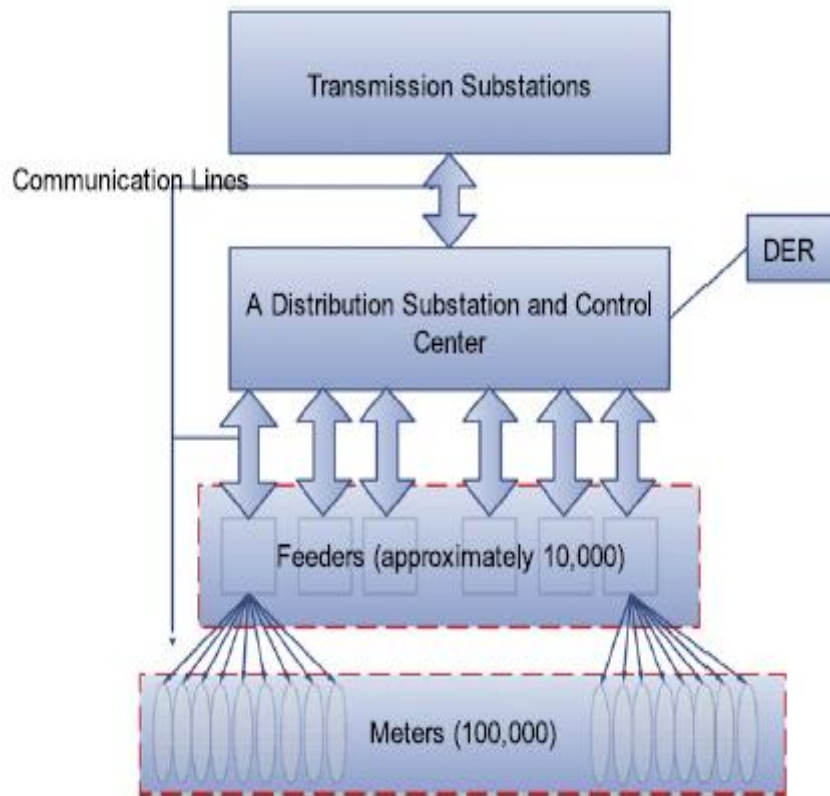 Transmission Substations
Communication Lines
DER
A Distribution Substation and Control
Center
Feeders (approximately 10,000)
Meters (100,000)